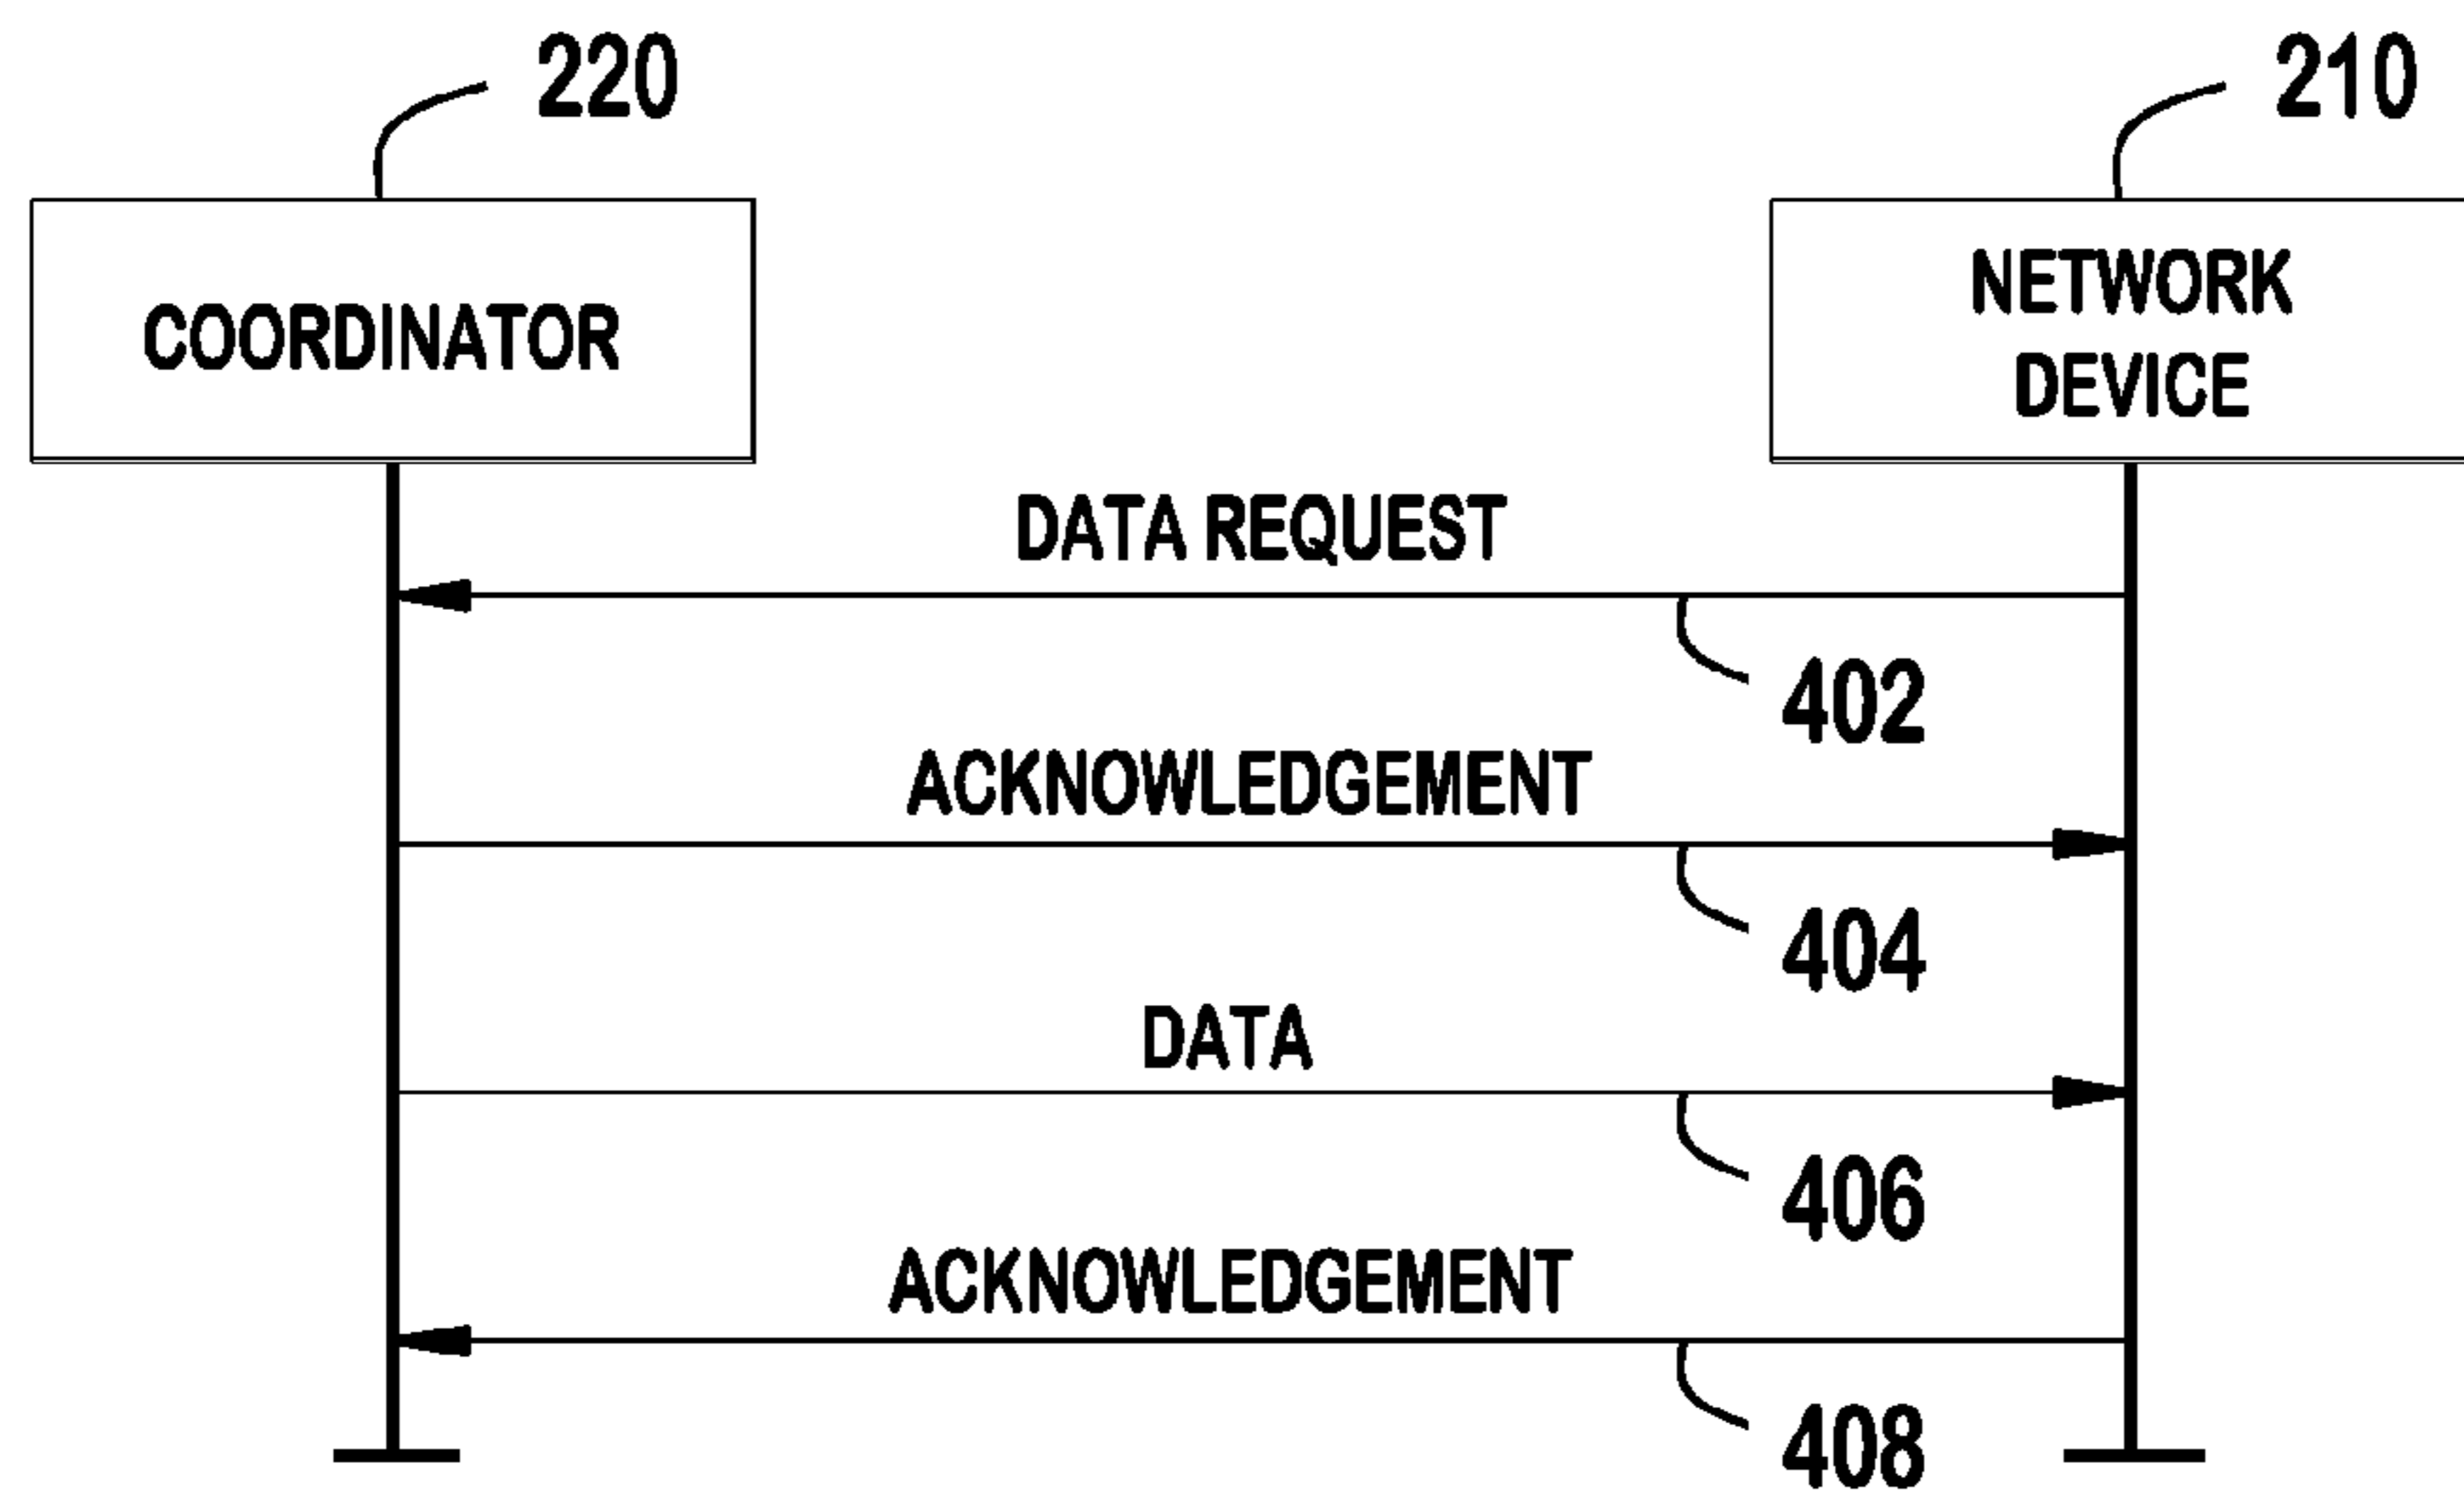 220
210
COORDINATOR
NETWORK
DEVICE
DATA REQUEST
402
ACKNOWLEDGEMENT
404
DATA
406
ACKNOWLEDGEMENT
408